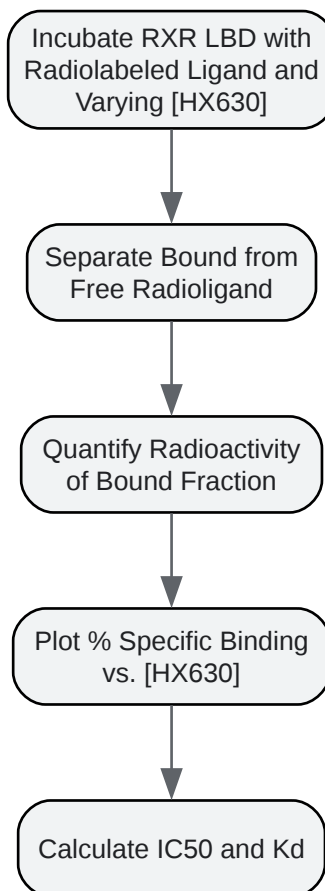 Incubate RXR LBD with
Radiolabeled Ligand and
Varying [HX630]
Separate Bound from
Free Radioligand
Quantify Radioactivity
of Bound Fraction
Plot % Specific Binding
vs. [HX630]
Calculate IC50 and Kd